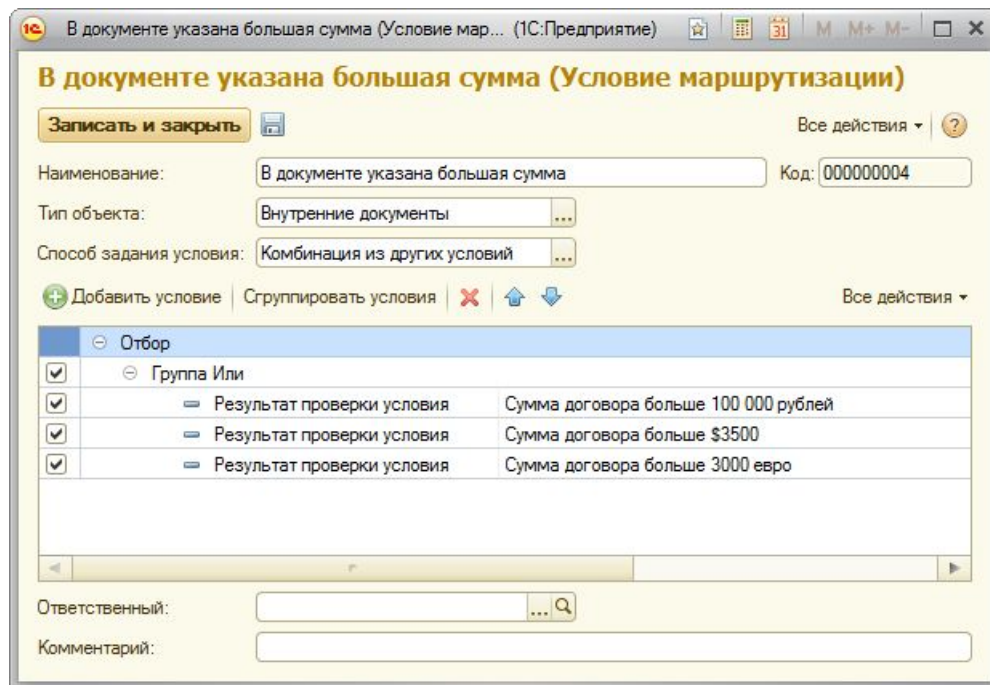 1С В документе указана большая сумма (Условие мар... (1С:Предприятие) 31 M M+ M-
В документе указана большая сумма (Условие маршрутизации)
Записать и закрыть Все действия ?
Наименование: В документе указана большая сумма Код: 000000004
Тип объекта: Внутренние документы ...
Способ задания условия: Комбинация из других условий ...
Добавить условие Сгруппировать условия Все действия
Отбор
Группа Или
Результат проверки условия Сумма договора больше 100 000 рублей
Результат проверки условия Сумма договора больше $3500
Результат проверки условия Сумма договора больше 3000 евро
Ответственный: ...
Комментарий: